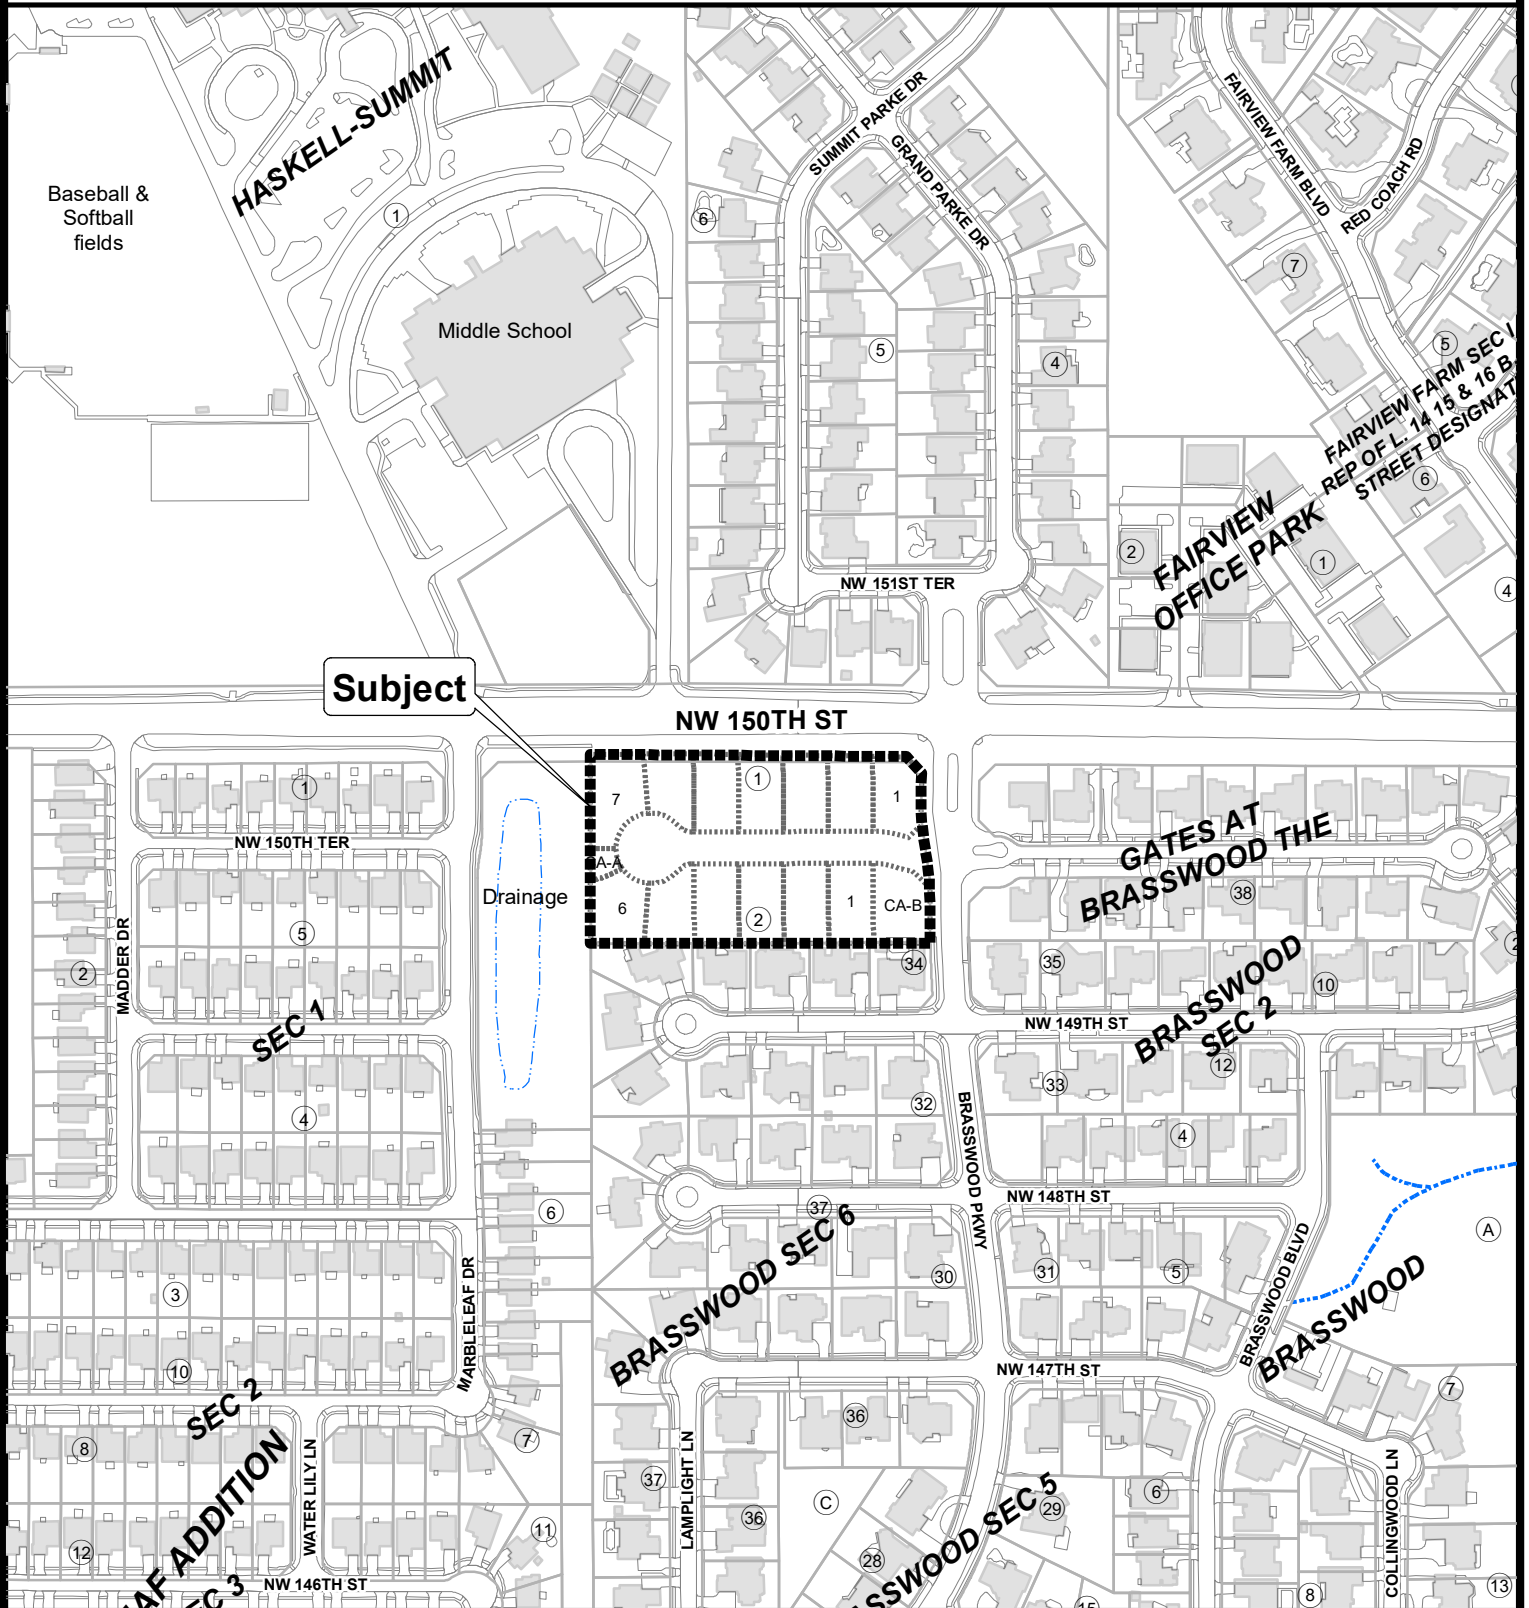 HASKELL-SUMMIT
1
Baseball &
Softball
fields
Middle School
SUMMIT PARKE DR
GRAND PARKE DR
6
5
4
FAIRVIEW FARM BLVD
RED COACH RD
7
5
FAIRVIEW FARM SEC I
REP OF L. 14 15 & 16 B.
STREET DESIGNAT
6
FAIRVIEW
OFFICE PARK
2
1
4
NW 151ST TER
Subject
NW 150TH ST
1
NW 150TH TER
MADDER DR
5
2
SEC 1
4
Drainage
7
1
1
CA-A
6
2
1
CA-B
34
GATES AT
BRASSWOOD THE
38
35
10
2
BRASSWOOD
SEC 2
NW 149TH ST
33
12
32
4
BRASSWOOD PKWY
NW 148TH ST
37
6
BRASSWOOD SEC 6
30
31
5
BRASSWOOD BLVD
A
BRASSWOOD
3
MARBLELEAF DR
10
SEC 2
NW 147TH ST
7
36
8
7
WATER LILY LN
37
LAMPLIGHT LN
36
C
29
6
COLLINGWOOD LN
12
11
28
SSWOOD SEC 5
AF ADDITION
EC 3
NW 146TH ST
15
8
13